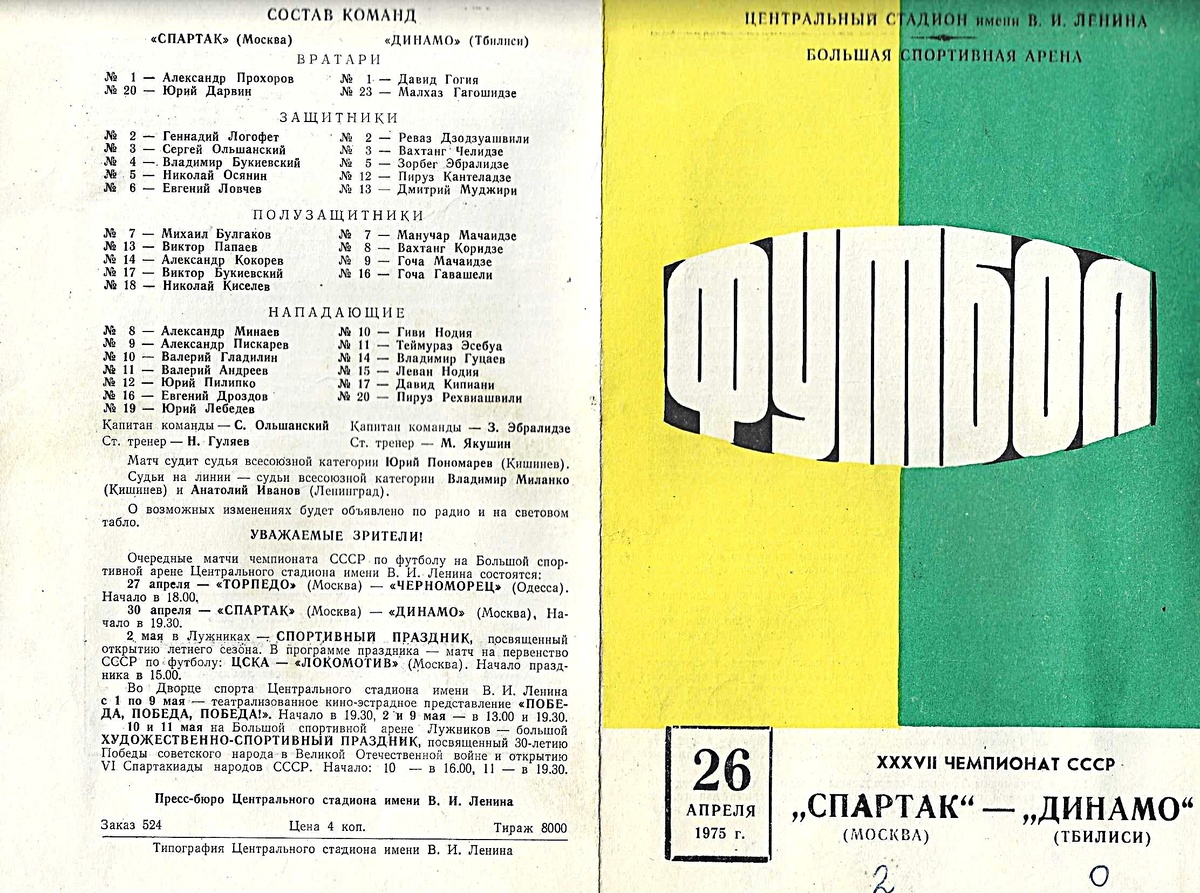 СОСТАВ КОМАНД
«СПАРТАК» (Москва) «ДИНАМО» (Тбилиси)
ВРАТАРИ
№ 1 — Александр Прохоров № 1 — Давид Гогия
№ 20 — Юрий Дарвин № 23 — Малхаз Гагошидзе
ЗАЩИТНИКИ
№ 2 — Геннадий Логофет № 2 — Реваз Дзодзуашвили
№ 3 — Сергей Ольшанский № 3 — Вахтанг Челидзе
№ 4 — Владимир Букиевский № 5 — Зорбег Эбралидзе
№ 5 — Николай Осянин № 12 — Пируз Кантеладзе
№ 6 — Евгений Ловчев № 13 — Дмитрий Муджири
ПОЛУЗАЩИТНИКИ
№ 7 — Михаил Булгаков № 7 — Манучар Мачаидзе
№ 13 — Виктор Папаев № 8 — Вахтанг Коридзе
№ 14 — Александр Кокорев № 9 — Гоча Мачаидзе
№ 17 — Виктор Букиевский № 16 — Гоча Гавашели
№ 18 — Николай Киселев
НАПАДАЮЩИЕ
№ 8 — Александр Минаев № 10 — Гиви Нодия
№ 9 — Александр Пискарев № 11 — Теймураз Эсебуа
№ 10 — Валерий Гладилин № 14 — Владимир Гуцаев
№ 11 — Валерий Андреев № 15 — Леван Нодия
№ 12 — Юрий Пилипко № 17 — Давид Кипиани
№ 16 — Евгений Дроздов № 20 — Пируз Рехвиашвили
№ 19 — Юрий Лебедев
Капитан команды — С. Ольшанский Капитан команды — З. Эбралидзе
Ст. тренер — Н. Гуляев Ст. тренер — М. Якушин
Матч судит судья всесоюзной категории Юрий Пономарев (Кишинев).
Судьи на линии — судьи всесоюзной категории Владимир Миланко
(Кишинев) и Анатолий Иванов (Ленинград).
О возможных изменениях будет объявлено по радио и на световом
табло.
УВАЖАЕМЫЕ ЗРИТЕЛИ!
Очередные матчи чемпионата СССР по футболу на Большой спор-
тивной арене Центрального стадиона имени В. И. Ленина состоятся:
27 апреля — «ТОРПЕДО» (Москва) — «ЧЕРНОМОРЕЦ» (Одесса).
Начало в 18.00,
30 апреля — «СПАРТАК» (Москва) — «ДИНАМО» (Москва), На-
чало в 19.30.
2 мая в Лужниках — СПОРТИВНЫЙ ПРАЗДНИК, посвященный
открытию летнего сезона. В программе праздника — матч на первенство
СССР по футболу: ЦСКА — «ЛОКОМОТИВ» (Москва). Начало празд-
ника в 15.00.
Во Дворце спорта Центрального стадиона имени В. И. Ленина
с 1 по 9 мая — театрализованное кино-эстрадное представление «ПОБЕ-
ДА, ПОБЕДА, ПОБЕДА!». Начало в 19.30, 2 и 9 мая — в 13.00 и 19.30.
10 и 11 мая на Большой спортивной арене Лужников — большой
ХУДОЖЕСТВЕННО-СПОРТИВНЫЙ ПРАЗДНИК, посвященный 30-летию
Победы советского народа в Великой Отечественной войне и открытию
VI Спартакиады народов СССР. Начало: 10 — в 16.00, 11 — в 19.30.
Пресс-бюро Центрального стадиона имени В. И. Ленина
Заказ 524 Цена 4 коп. Тираж 8000
Типография Центрального стадиона имени В. И. Ленина
ЦЕНТРАЛЬНЫЙ СТАДИОН имени В. И. ЛЕНИНА
БОЛЬШАЯ СПОРТИВНАЯ АРЕНА
ФУТБОЛ
26
АПРЕЛЯ
1975 г.
XXXVII ЧЕМПИОНАТ СССР
„СПАРТАК“ — „ДИНАМО“
(МОСКВА) (ТБИЛИСИ)
2 0